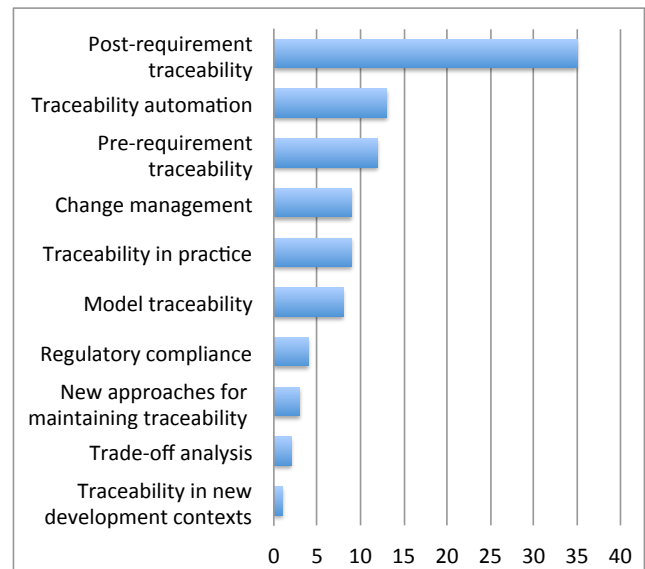 Post-requirement
traceability
Traceability automation
Pre-requirement
traceability
Change management
Traceability in practice
Model traceability
Regulatory compliance
New approaches for
maintaining traceability
Trade-off analysis
Traceability in new
development contexts
0 5 10 15 20 25 30 35 40